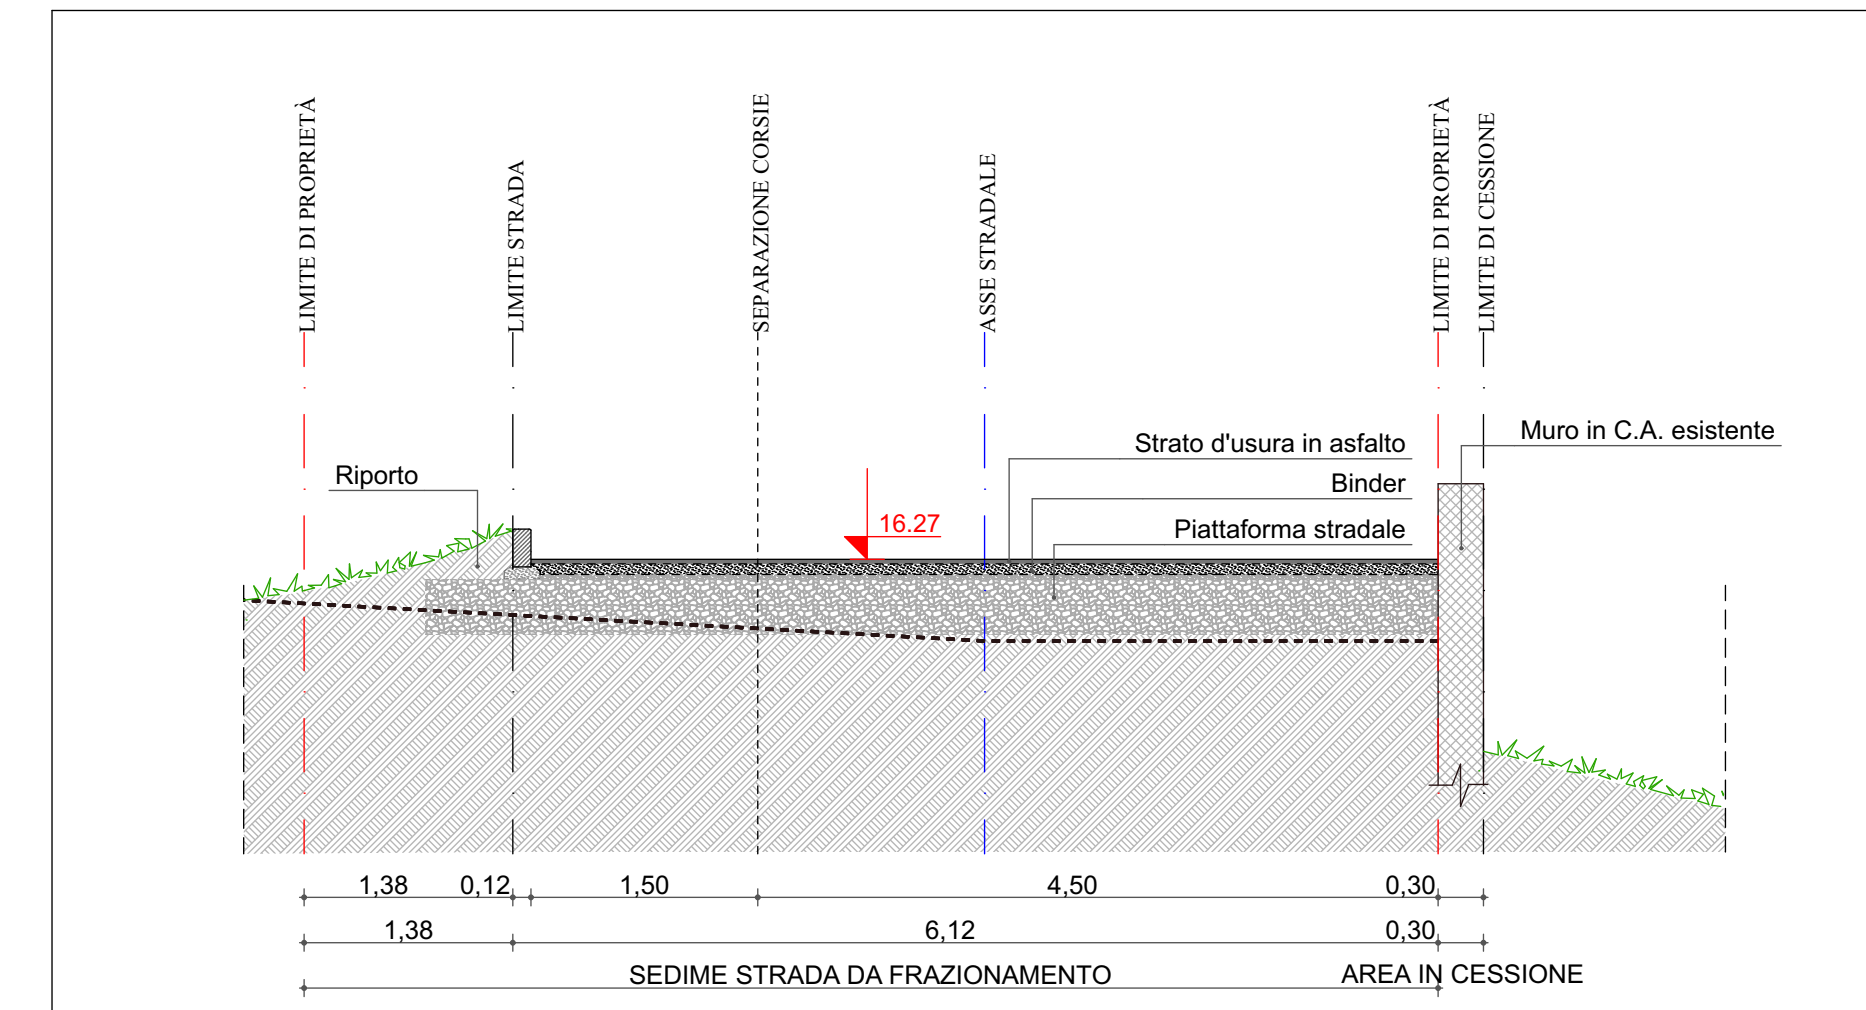 LIMITE DI PROPRIETÀ
LIMITE STRADA
SEPARAZIONE CORSIE
ASSE STRADALE
LIMITE DI PROPRIETÀ
LIMITE DI CESSIONE
Strato d'usura in asfalto
Muro in C.A. esistente
Riporto
Binder
16.27
Piattaforma stradale
1,38 0,12 1,50 4,50 0,30
1,38 6,12 0,30
SEDIME STRADA DA FRAZIONAMENTO AREA IN CESSIONE